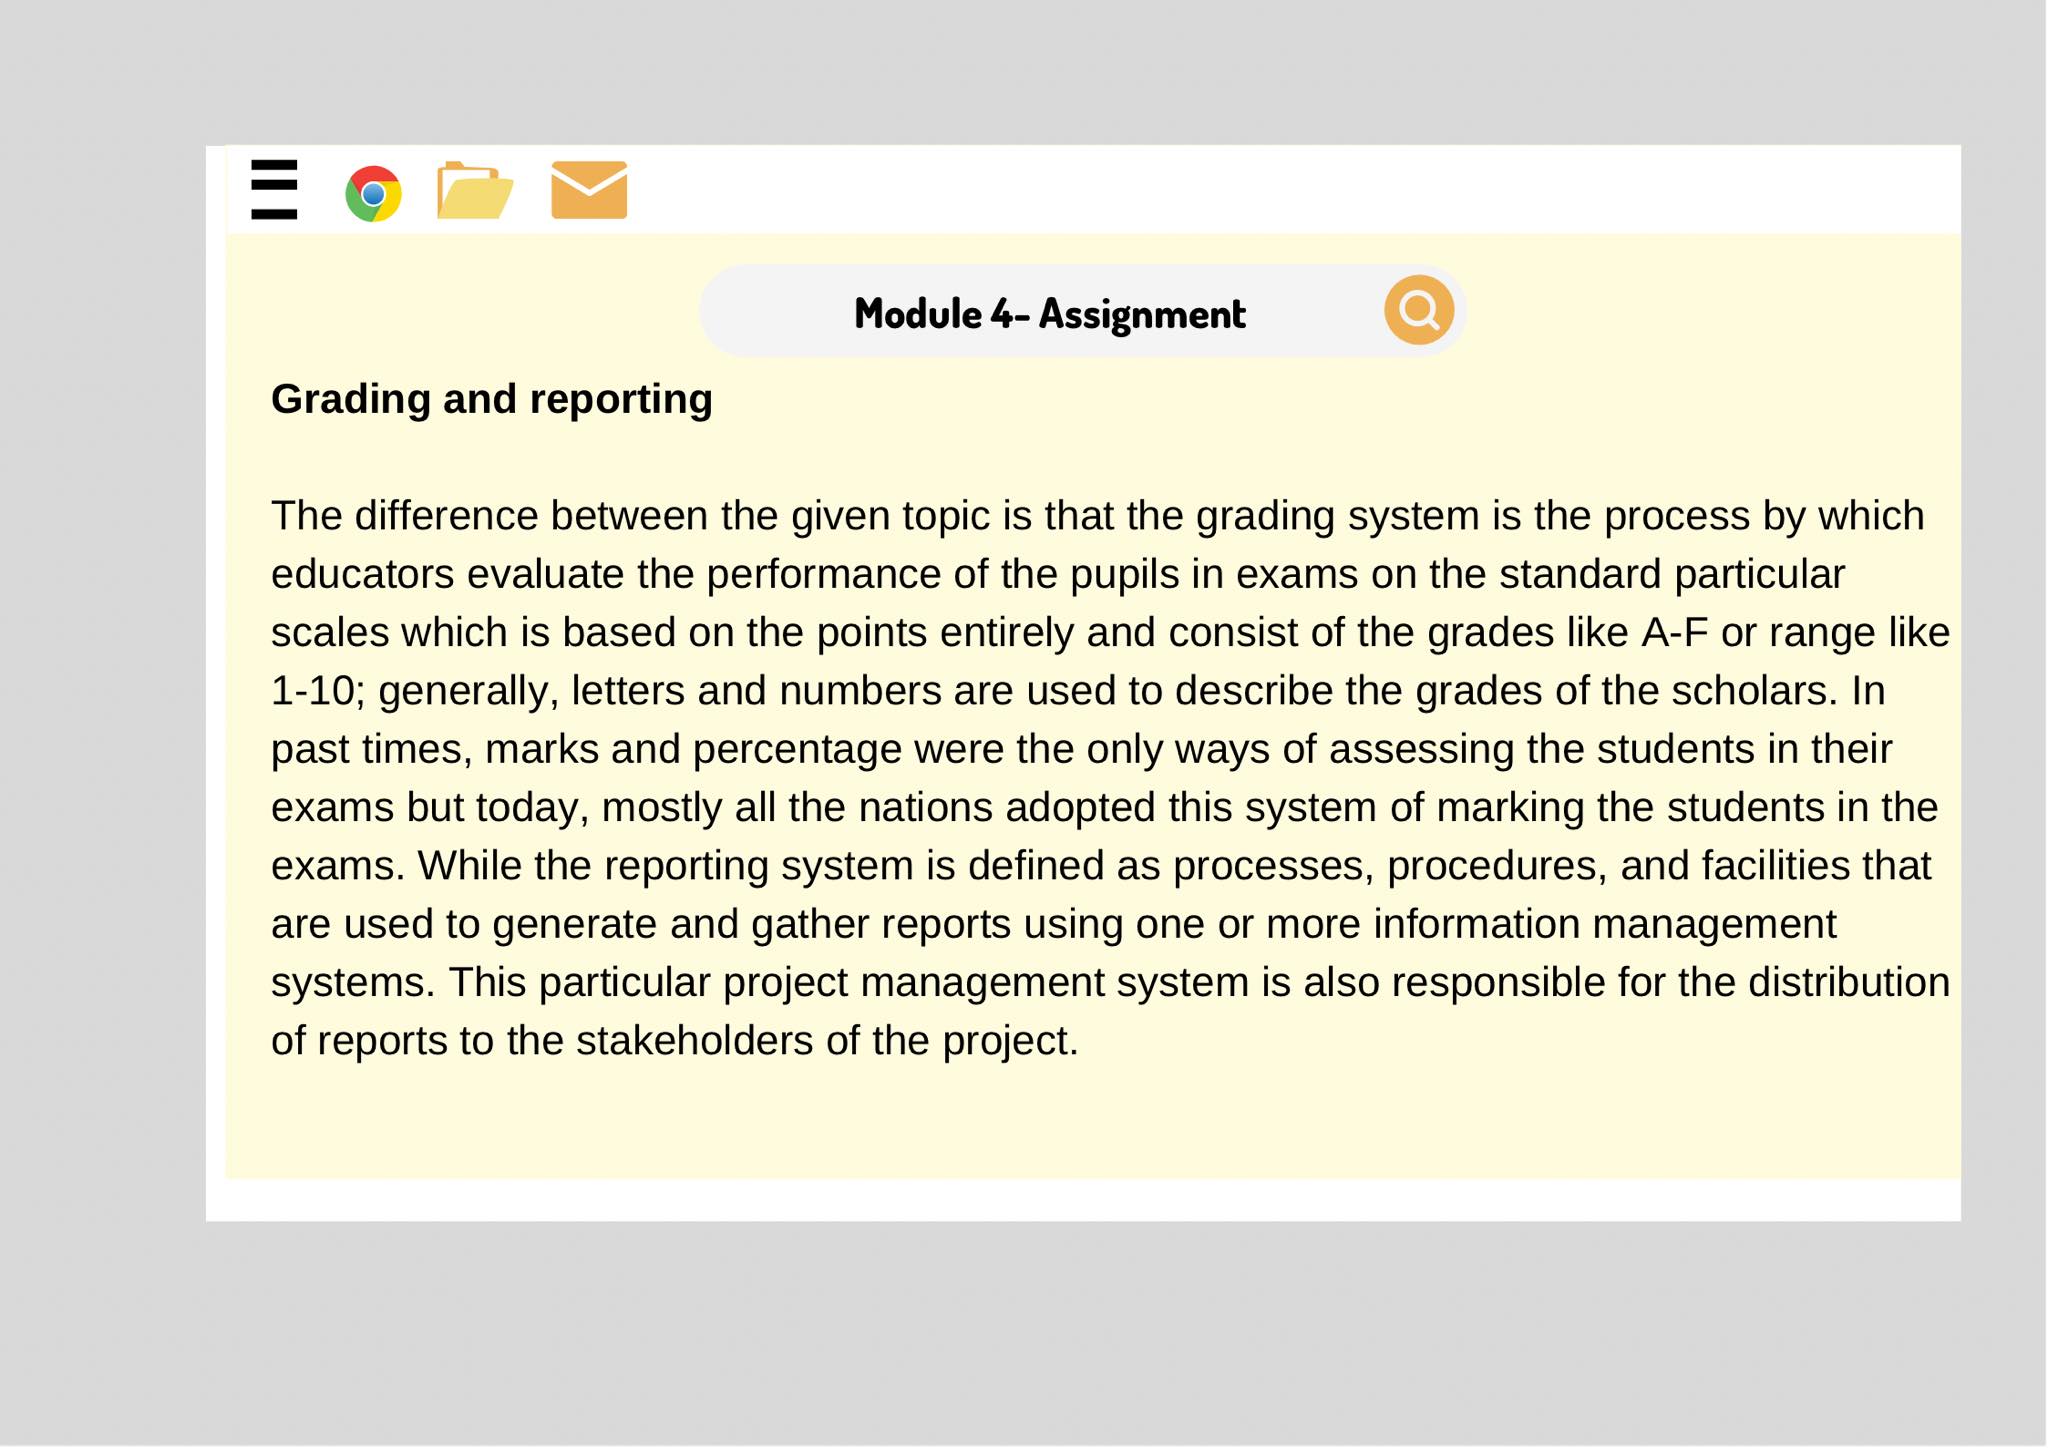 Module 4- Assignment
Grading and reporting
The difference between the given topic is that the grading system is the process by which
educators evaluate the performance of the pupils in exams on the standard particular
scales which is based on the points entirely and consist of the grades like A-F or range like
1-10; generally, letters and numbers are used to describe the grades of the scholars. In
past times, marks and percentage were the only ways of assessing the students in their
exams but today, mostly all the nations adopted this system of marking the students in the
exams. While the reporting system is defined as processes, procedures, and facilities that
are used to generate and gather reports using one or more information management
systems. This particular project management system is also responsible for the distribution
of reports to the stakeholders of the project.